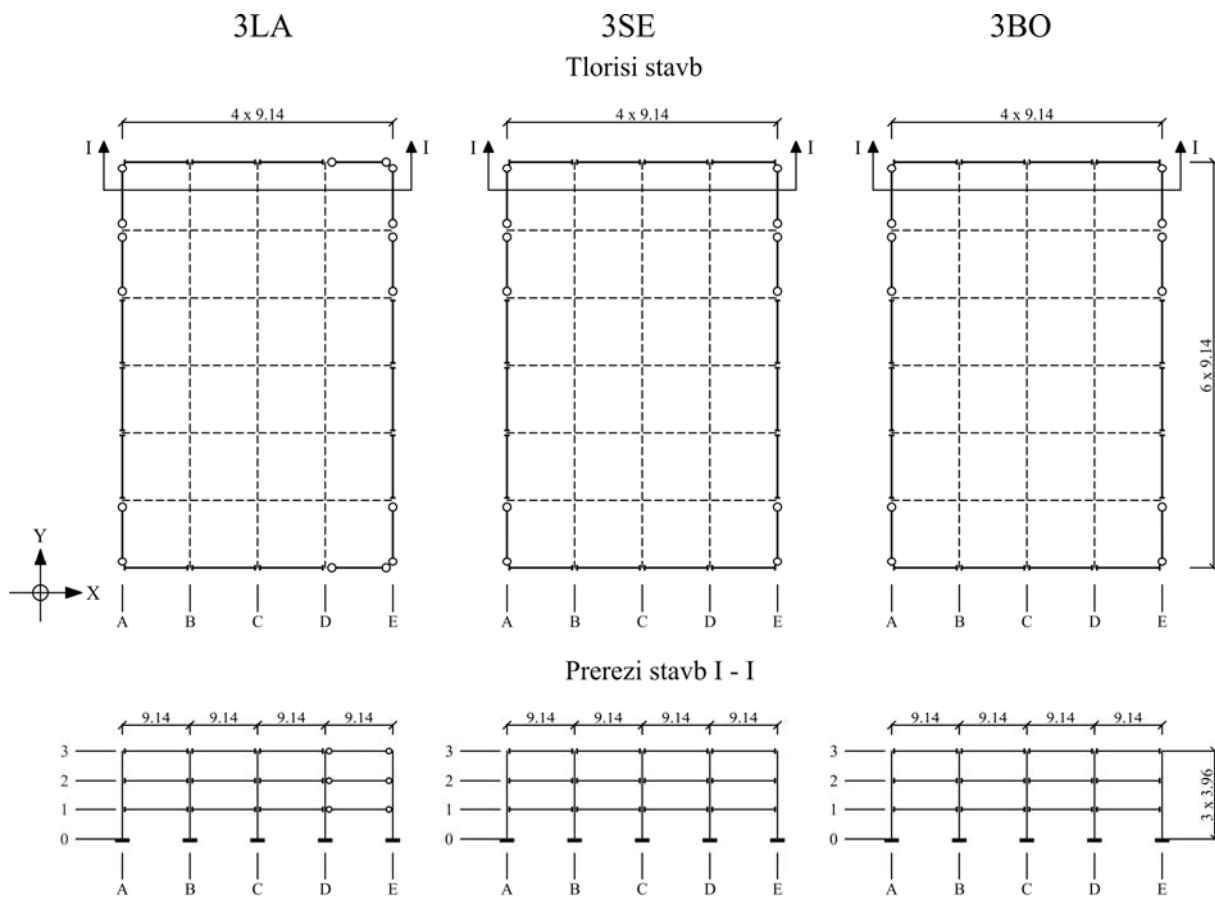 3LA 3SE 3BO
Tlorisi stavb
4 x 9.14 4 x 9.14 4 x 9.14
I I I I I I
6 x 9.14
Y
X
A B C D E A B C D E A B C D E
Prerezi stavb I - I
9.14 9.14 9.14 9.14 9.14 9.14 9.14 9.14 9.14 9.14 9.14 9.14
3 3 3
2 2 2
1 1 1
0 0 0
3 x 3.96
A B C D E A B C D E A B C D E